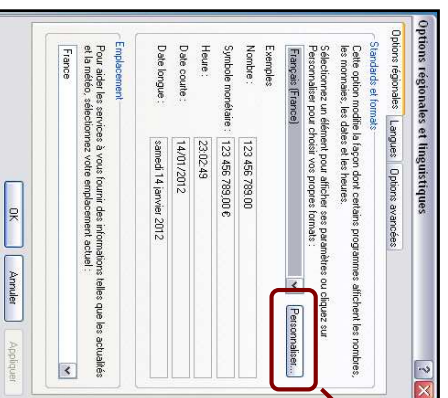 Options régionales et linguistiques
Options régionales Langues Options avancées
Standards et formats
Cette option modifie la façon dont certains programmes affichent les nombres,
les monnaies, les dates et les heures.
Sélectionnez un élément pour afficher ses paramètres ou cliquez sur
Personnaliser pour choisir vos propres formats :
Français (France) Personnaliser...
Exemples
Nombre : 123 456 789,00
Symbole monétaire : 123 456 789,00 €
Heure : 23:02:49
Date courte : 14/01/2012
Date longue : samedi 14 janvier 2012
Emplacement
Pour aider les services à vous fournir des informations telles que les actualités
et la météo, sélectionnez votre emplacement actuel :
France
OK Annuler Appliquer